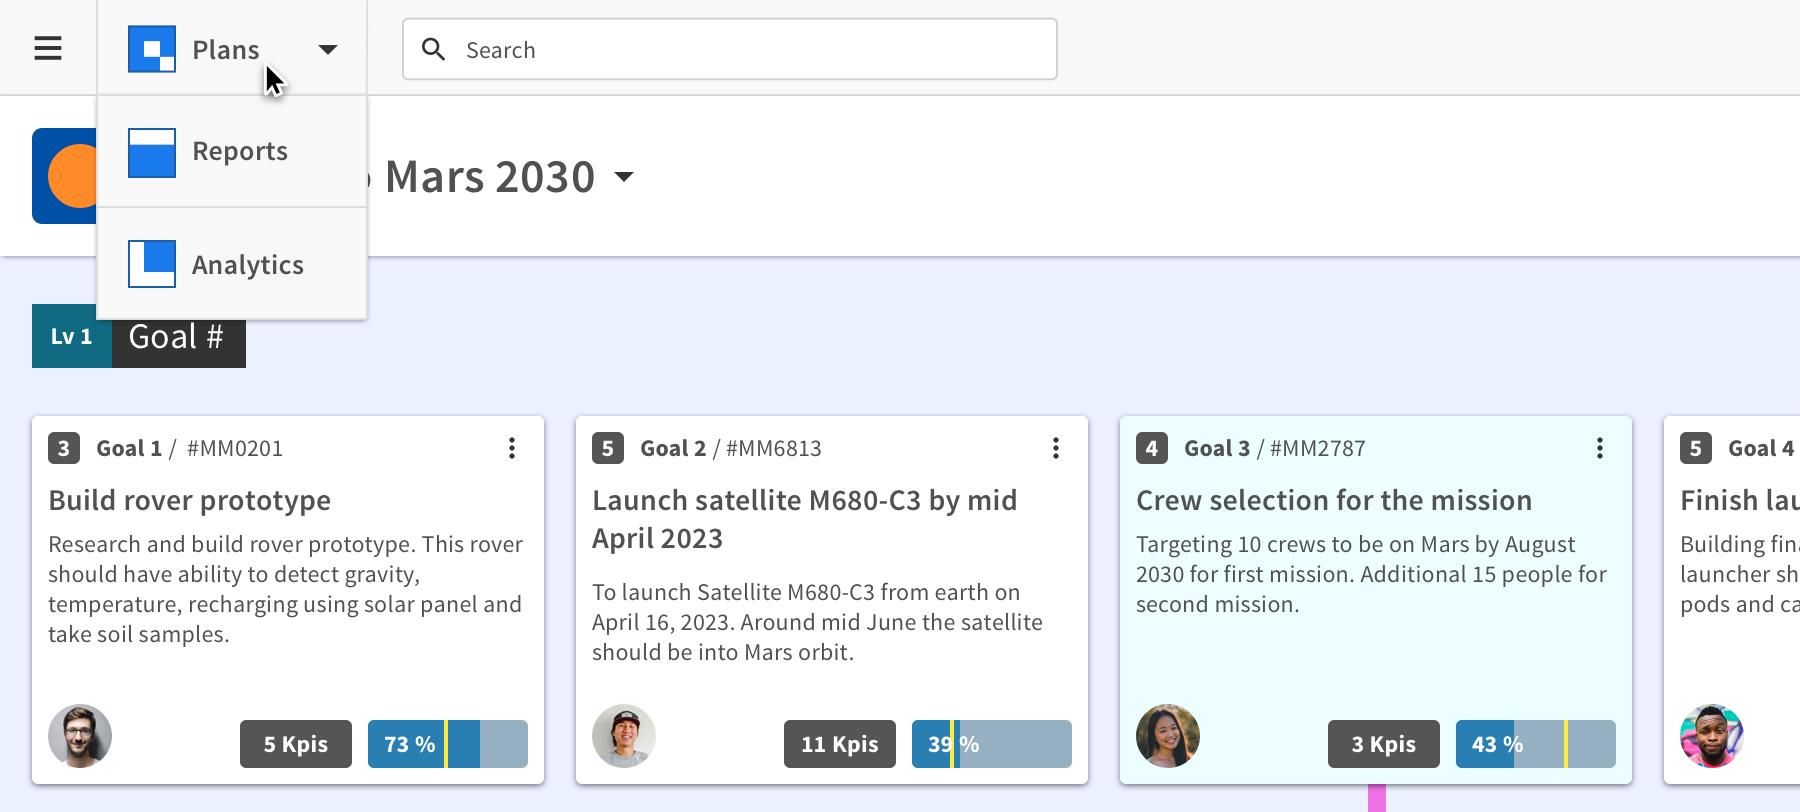 Plans
Search
Reports
Mars 2030
Analytics
Lv 1
Goal #
3 Goal 1 / #MM0201
Build rover prototype
Research and build rover prototype. This rover
should have ability to detect gravity,
temperature, recharging using solar panel and
take soil samples.
5 Kpis
73 %
5 Goal 2 / #MM6813
Launch satellite M680-C3 by mid
April 2023
To launch Satellite M680-C3 from earth on
April 16, 2023. Around mid June the satellite
should be into Mars orbit.
11 Kpis
39 %
4 Goal 3 / #MM2787
Crew selection for the mission
Targeting 10 crews to be on Mars by August
2030 for first mission. Additional 15 people for
second mission.
3 Kpis
43 %
5 Goal 4
Finish
Building
launcher
pods and